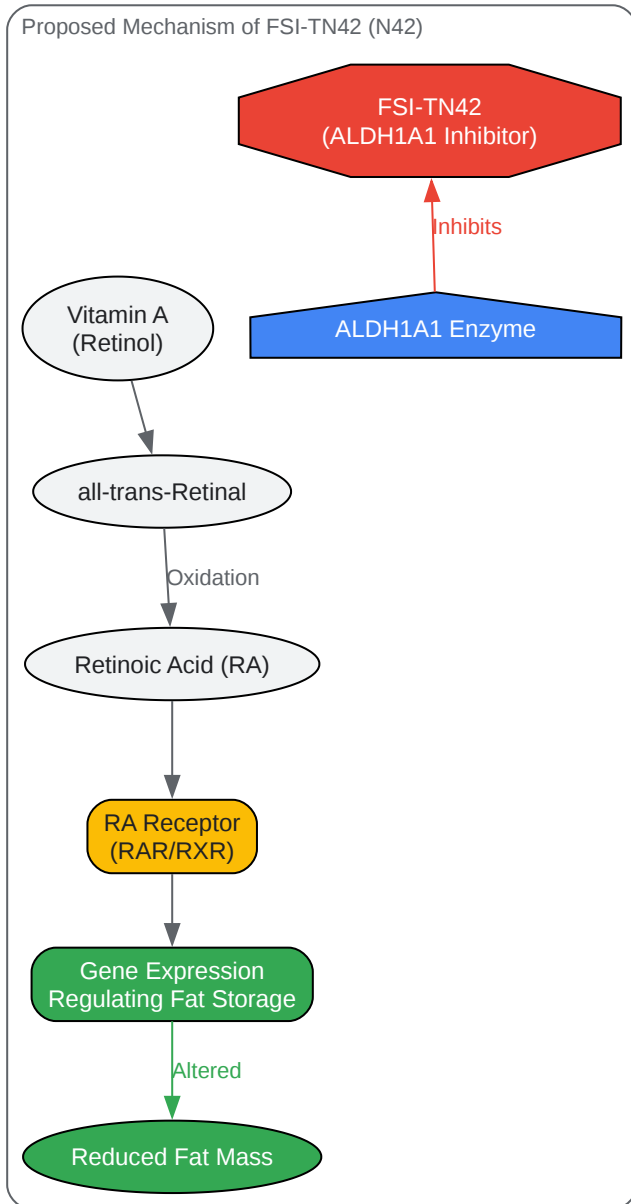 Proposed Mechanism of FSI-TN42 (N42)
FSI-TN42
(ALDH1A1 Inhibitor)
Inhibits
ALDH1A1 Enzyme
Vitamin A
(Retinol)
all-trans-Retinal
Oxidation
Retinoic Acid (RA)
RA Receptor
(RAR/RXR)
Gene Expression
Regulating Fat Storage
Altered
Reduced Fat Mass